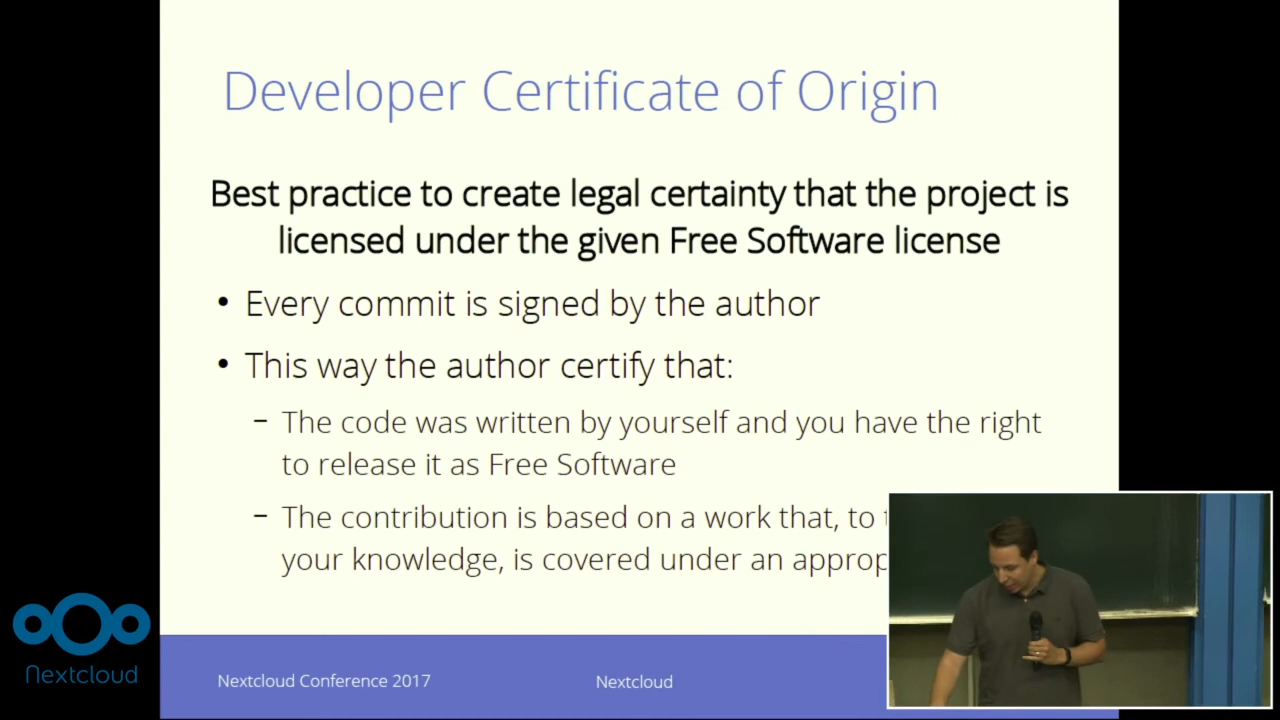 Developer Certificate of Origin
Best practice to create legal certainty that the project is
licensed under the given Free Software license
• Every commit is signed by the author
• This way the author certify that:
– The code was written by yourself and you have the right
to release it as Free Software
– The contribution is based on a work that, to
your knowledge, is covered under an
Nextcloud
Nextcloud Conference 2017
Nextcloud